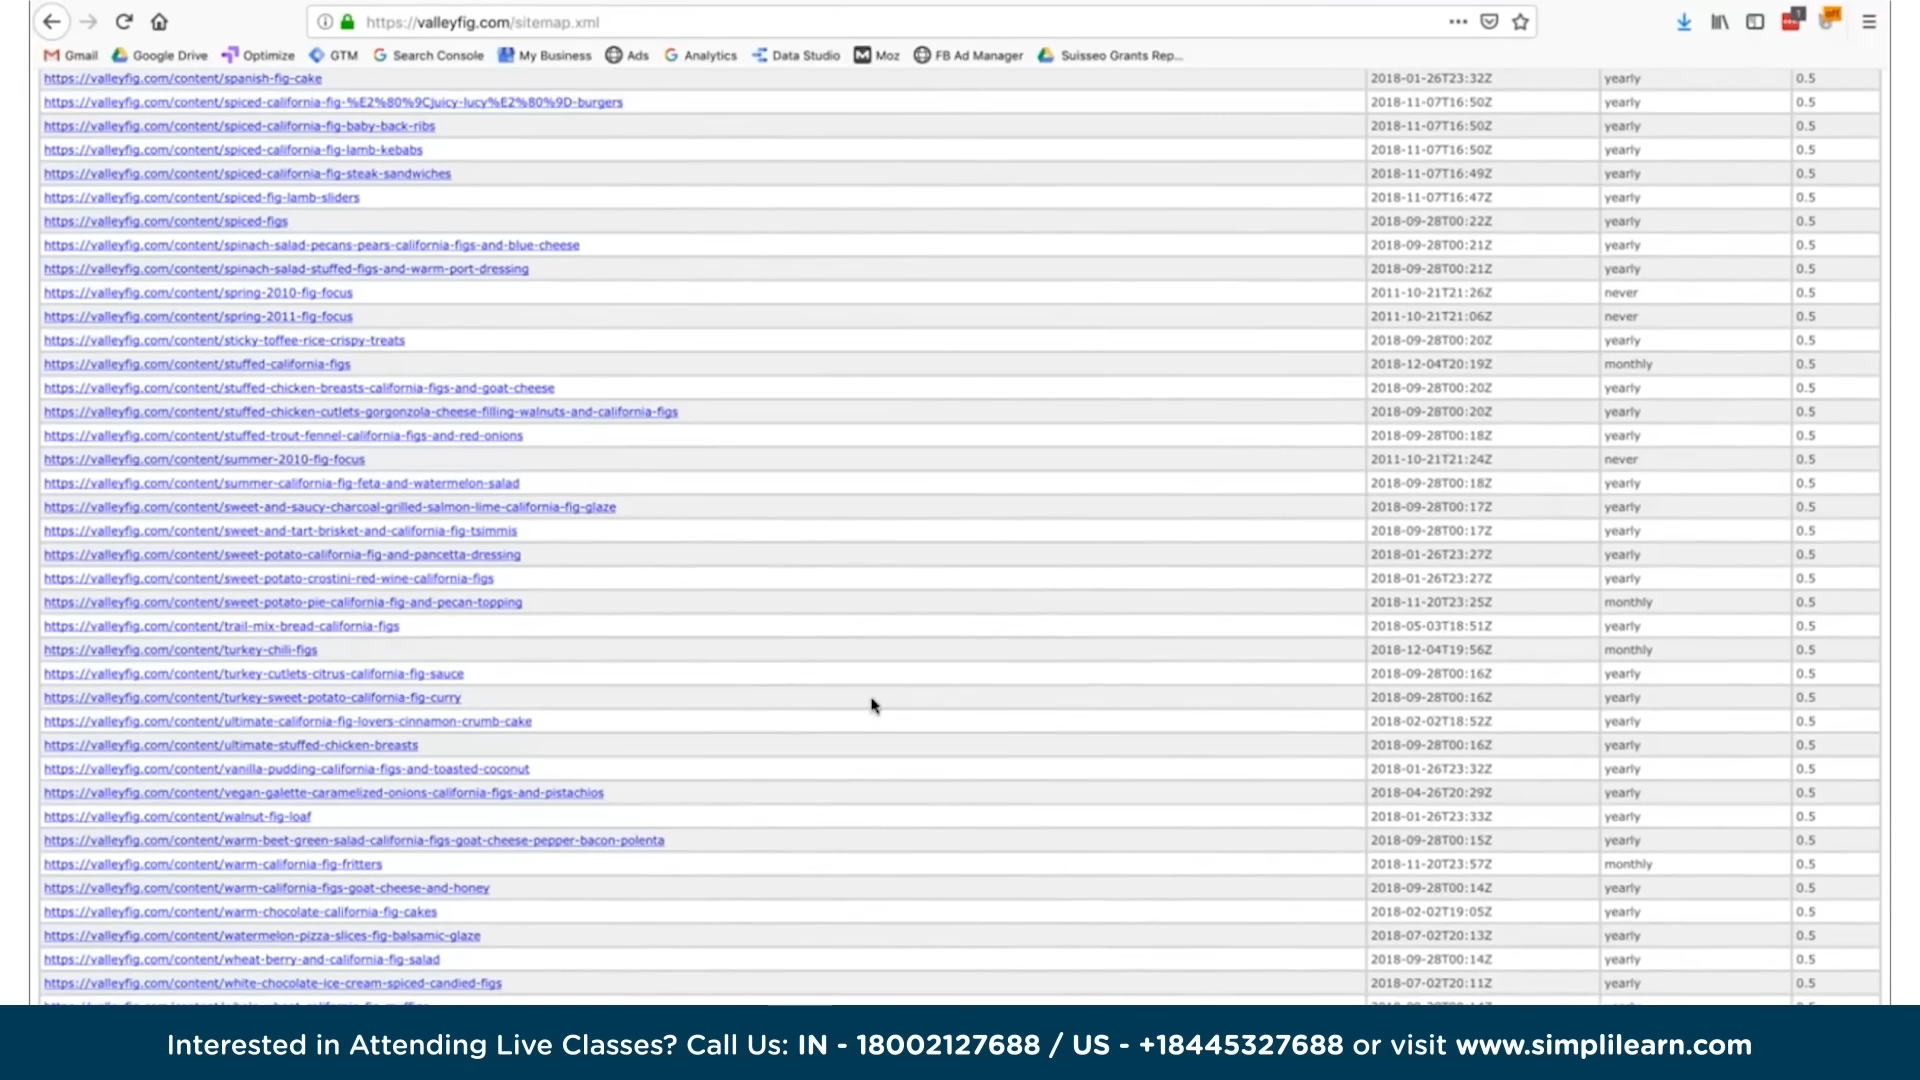 https://valleyfig.com/sitemap.xml
1 off
Gmail Google Drive Optimize GTM Search Console My Business Ads Analytics Data Studio Moz FB Ad Manager Suisseo Grants Rep...
https://valleyfig.com/content/spanish-fig-cake 2018-01-26T23:32Z yearly 0.5
https://valleyfig.com/content/spiced-california-fig-%E2%80%9Cjuicy-lucy%E2%80%9D-burgers 2018-11-07T16:50Z yearly 0.5
https://valleyfig.com/content/spiced-california-fig-baby-back-ribs 2018-11-07T16:50Z yearly 0.5
https://valleyfig.com/content/spiced-california-fig-lamb-kebabs 2018-11-07T16:50Z yearly 0.5
https://valleyfig.com/content/spiced-california-fig-steak-sandwiches 2018-11-07T16:49Z yearly 0.5
https://valleyfig.com/content/spiced-fig-lamb-sliders 2018-11-07T16:47Z yearly 0.5
https://valleyfig.com/content/spiced-figs 2018-09-28T00:22Z yearly 0.5
https://valleyfig.com/content/spinach-salad-pecans-pears-california-figs-and-blue-cheese 2018-09-28T00:21Z yearly 0.5
https://valleyfig.com/content/spinach-salad-stuffed-figs-and-warm-port-dressing 2018-09-28T00:21Z yearly 0.5
https://valleyfig.com/content/spring-2010-fig-focus 2011-10-21T21:26Z never 0.5
https://valleyfig.com/content/spring-2011-fig-focus 2011-10-21T21:06Z never 0.5
https://valleyfig.com/content/sticky-toffee-rice-crispy-treats 2018-09-28T00:20Z yearly 0.5
https://valleyfig.com/content/stuffed-california-figs 2018-12-04T20:19Z monthly 0.5
https://valleyfig.com/content/stuffed-chicken-breasts-california-figs-and-goat-cheese 2018-09-28T00:20Z yearly 0.5
https://valleyfig.com/content/stuffed-chicken-cutlets-gorgonzola-cheese-filling-walnuts-and-california-figs 2018-09-28T00:20Z yearly 0.5
https://valleyfig.com/content/stuffed-trout-fennel-california-figs-and-red-onions 2018-09-28T00:18Z yearly 0.5
https://valleyfig.com/content/summer-2010-fig-focus 2011-10-21T21:24Z never 0.5
https://valleyfig.com/content/summer-california-fig-feta-and-watermelon-salad 2018-09-28T00:18Z yearly 0.5
https://valleyfig.com/content/sweet-and-saucy-charcoal-grilled-salmon-lime-california-fig-glaze 2018-09-28T00:17Z yearly 0.5
https://valleyfig.com/content/sweet-and-tart-brisket-and-california-fig-tsimmis 2018-09-28T00:17Z yearly 0.5
https://valleyfig.com/content/sweet-potato-california-fig-and-pancetta-dressing 2018-01-26T23:27Z yearly 0.5
https://valleyfig.com/content/sweet-potato-crostini-red-wine-california-figs 2018-01-26T23:27Z yearly 0.5
https://valleyfig.com/content/sweet-potato-pie-california-fig-and-pecan-topping 2018-11-20T23:25Z monthly 0.5
https://valleyfig.com/content/trail-mix-bread-california-figs 2018-05-03T18:51Z yearly 0.5
https://valleyfig.com/content/turkey-chili-figs 2018-12-04T19:56Z monthly 0.5
https://valleyfig.com/content/turkey-cutlets-citrus-california-fig-sauce 2018-09-28T00:16Z yearly 0.5
https://valleyfig.com/content/turkey-sweet-potato-california-fig-curry 2018-09-28T00:16Z yearly 0.5
https://valleyfig.com/content/ultimate-california-fig-lovers-cinnamon-crumb-cake 2018-02-02T18:52Z yearly 0.5
https://valleyfig.com/content/ultimate-stuffed-chicken-breasts 2018-09-28T00:16Z yearly 0.5
https://valleyfig.com/content/vanilla-pudding-california-figs-and-toasted-coconut 2018-01-26T23:32Z yearly 0.5
https://valleyfig.com/content/vegan-galette-caramelized-onions-california-figs-and-pistachios 2018-04-26T20:29Z yearly 0.5
https://valleyfig.com/content/walnut-fig-loaf 2018-01-26T23:33Z yearly 0.5
https://valleyfig.com/content/warm-beet-green-salad-california-figs-goat-cheese-pepper-bacon-polenta 2018-09-28T00:15Z yearly 0.5
https://valleyfig.com/content/warm-california-fig-fritters 2018-11-20T23:57Z monthly 0.5
https://valleyfig.com/content/warm-california-figs-goat-cheese-and-honey 2018-09-28T00:14Z yearly 0.5
https://valleyfig.com/content/warm-chocolate-california-fig-cakes 2018-02-02T19:05Z yearly 0.5
https://valleyfig.com/content/watermelon-pizza-slices-fig-balsamic-glaze 2018-07-02T20:13Z yearly 0.5
https://valleyfig.com/content/wheat-berry-and-california-fig-salad 2018-09-28T00:14Z yearly 0.5
https://valleyfig.com/content/white-chocolate-ice-cream-spiced-candied-figs 2018-07-02T20:11Z yearly 0.5
Interested in Attending Live Classes? Call Us: IN - 18002127688 / US - +18445327688 or visit www.simplilearn.com